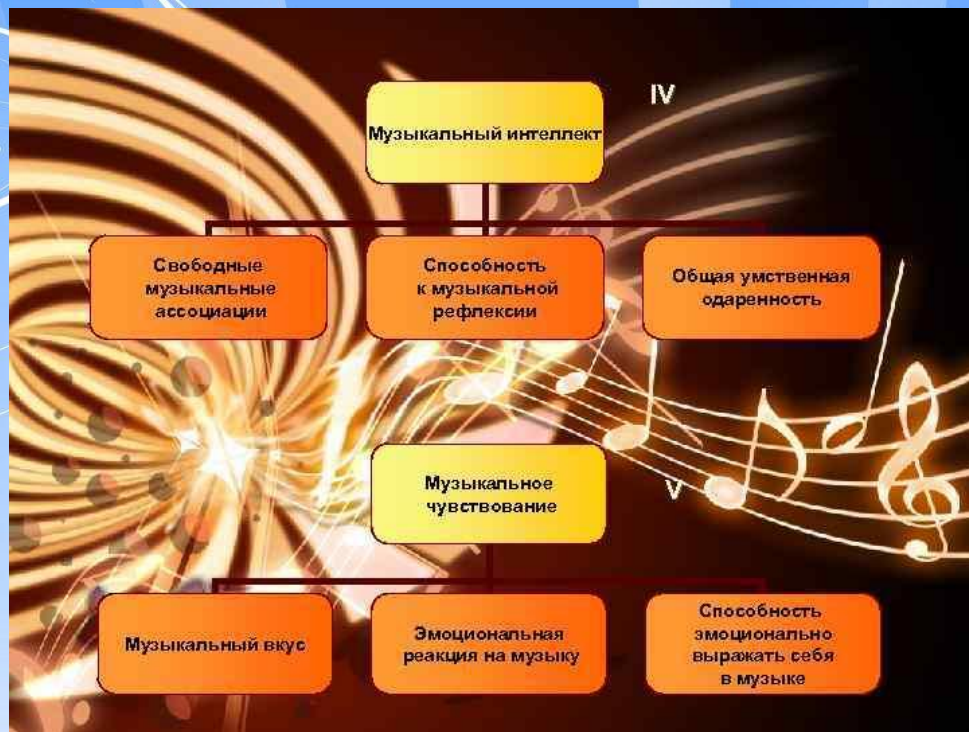 IV
Музыкальный интеллект
Свободные
музыкальные
ассоциации
Способность
к музыкальной
рефлексии
Общая умственная
одаренность
Музыкальное
чувствование
V
Музыкальный вкус
Эмоциональная
реакция на музыку
Способность
эмоционально
выражать себя
в музыке